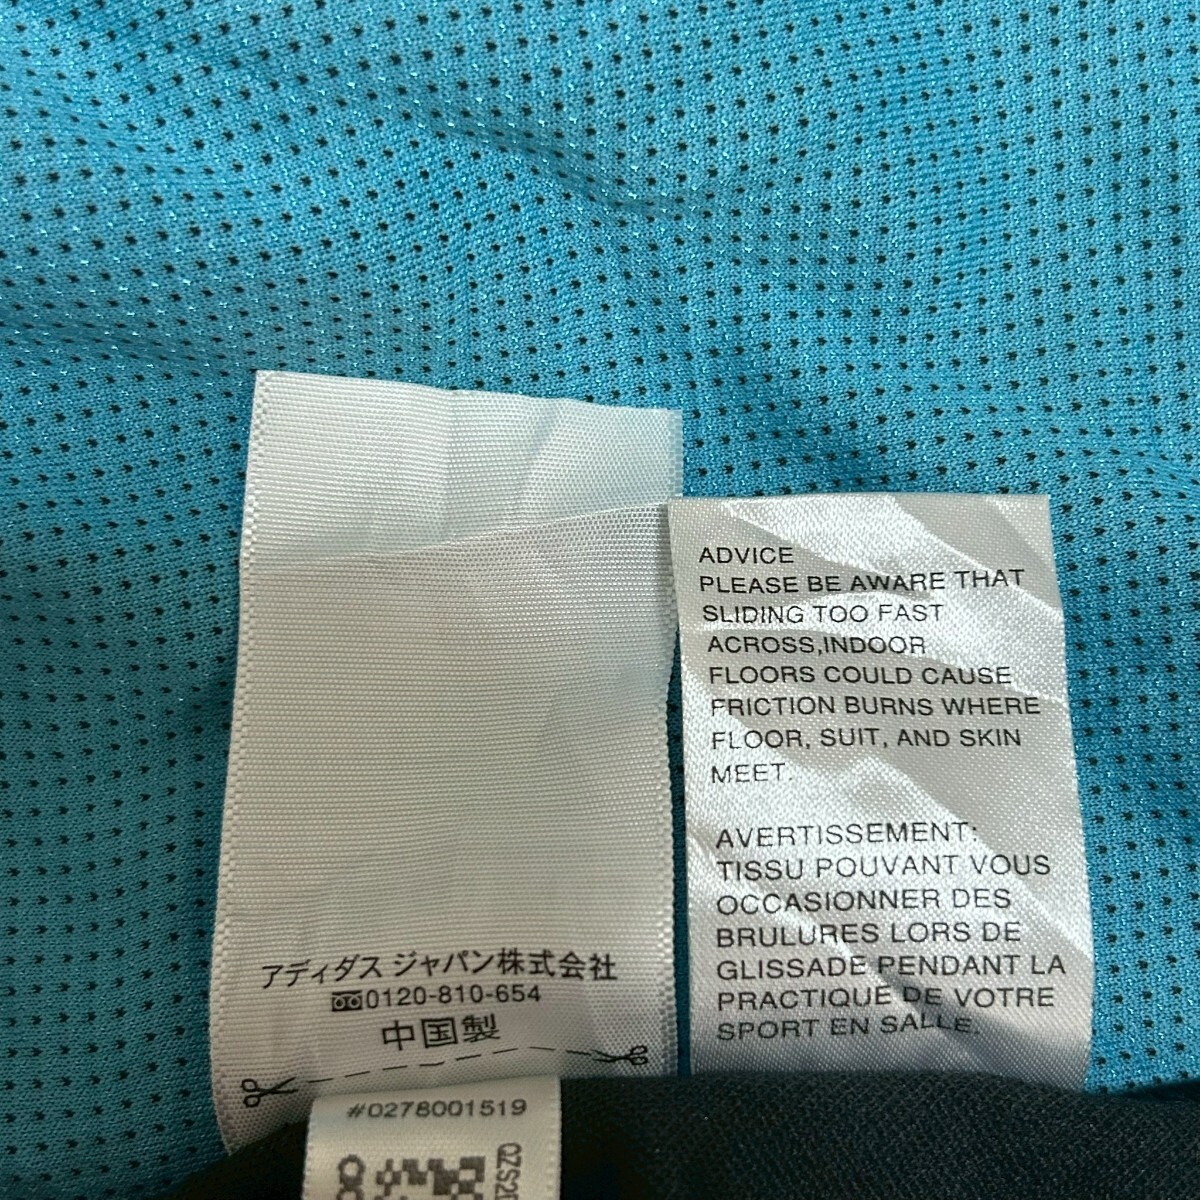 アディダス ジャパン株式会社
0120-810-654
中国製
#0278001519
ADVICE
PLEASE BE AWARE THAT
SLIDING TOO FAST
ACROSS,INDOOR
FLOORS COULD CAUSE
FRICTION BURNS WHERE
FLOOR, SUIT, AND SKIN
MEET.
AVERTISSEMENT:
TISSU POUVANT VOUS
OCCASIONNER DES
BRULURES LORS DE
GLISSADE PENDANT LA
PRACTIQUE DE VOTRE
SPORT EN SALLE.